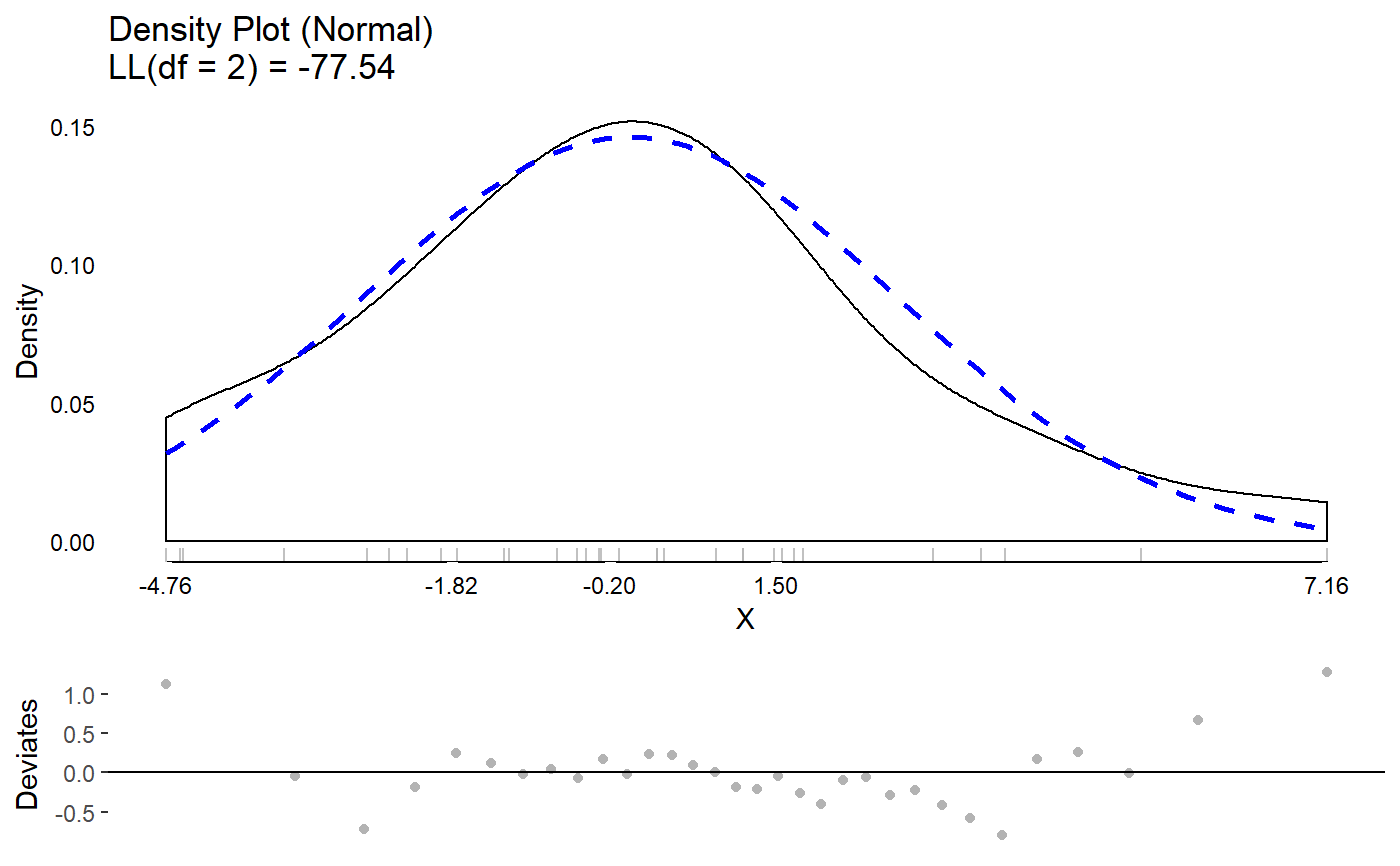 Density Plot (Normal)
LL(df = 2) = -77.54
0.15
0.10
0.05
0.00
Density
-4.76 -1.82 -0.20 1.50 7.16
X
1.0
0.5
0.0
-0.5
Deviates